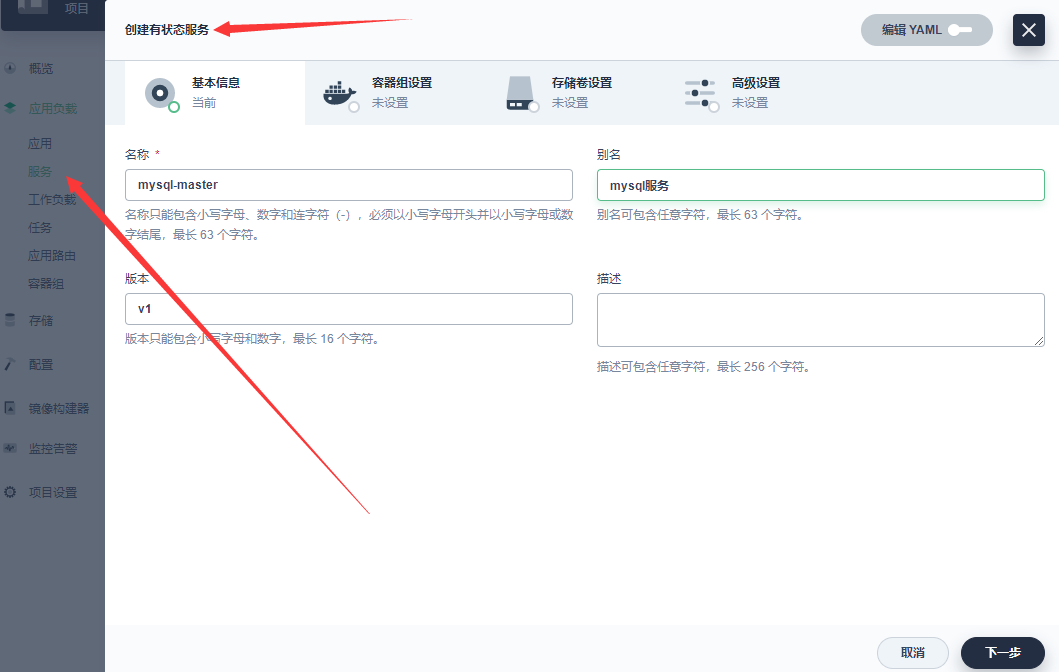 项目
概览
应用负载
应用
服务
工作负载
任务
应用路由
容器组
存储
配置
镜像构建器
监控告警
项目设置
创建有状态服务
编辑 YAML
基本信息
当前
容器组设置
未设置
存储卷设置
未设置
高级设置
未设置
名称 *
mysql-master
名称只能包含小写字母、数字和连字符（-），必须以小写字母开头并以小写字母或数
字结尾，最长 63 个字符。
别名
mysql服务
别名可包含任意字符，最长 63 个字符。
版本
v1
版本只能包含小写字母和数字，最长 16 个字符。
描述
描述可包含任意字符，最长 256 个字符。
取消
下一步